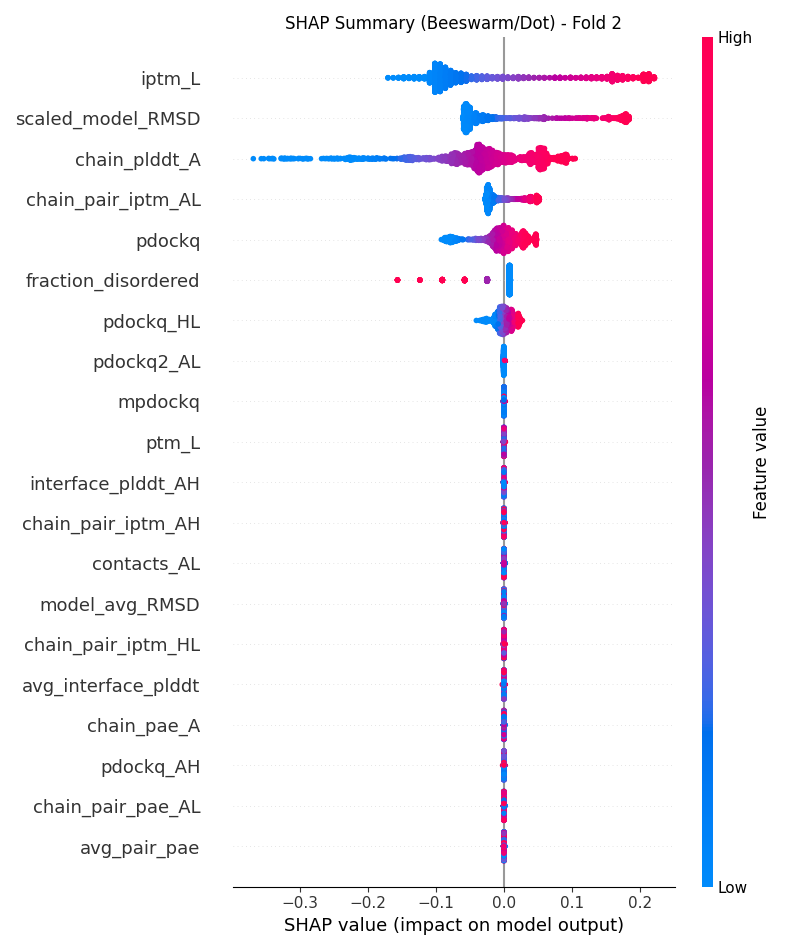 SHAP Summary (Beeswarm/Dot) - Fold 2
High
iptm_L
scaled_model_RMSD
chain_plddt_A
chain_pair_iptm_AL
pdockq
fraction_disordered
pdockq_HL
pdockq2_AL
mpdockq
ptm_L
interface_plddt_AH
chain_pair_iptm_AH
contacts_AL
model_avg_RMSD
chain_pair_iptm_HL
avg_interface_plddt
chain_pae_A
pdockq_AH
chain_pair_pae_AL
avg_pair_pae
Feature value
Low
−0.3 −0.2 −0.1 0.0 0.1 0.2
SHAP value (impact on model output)